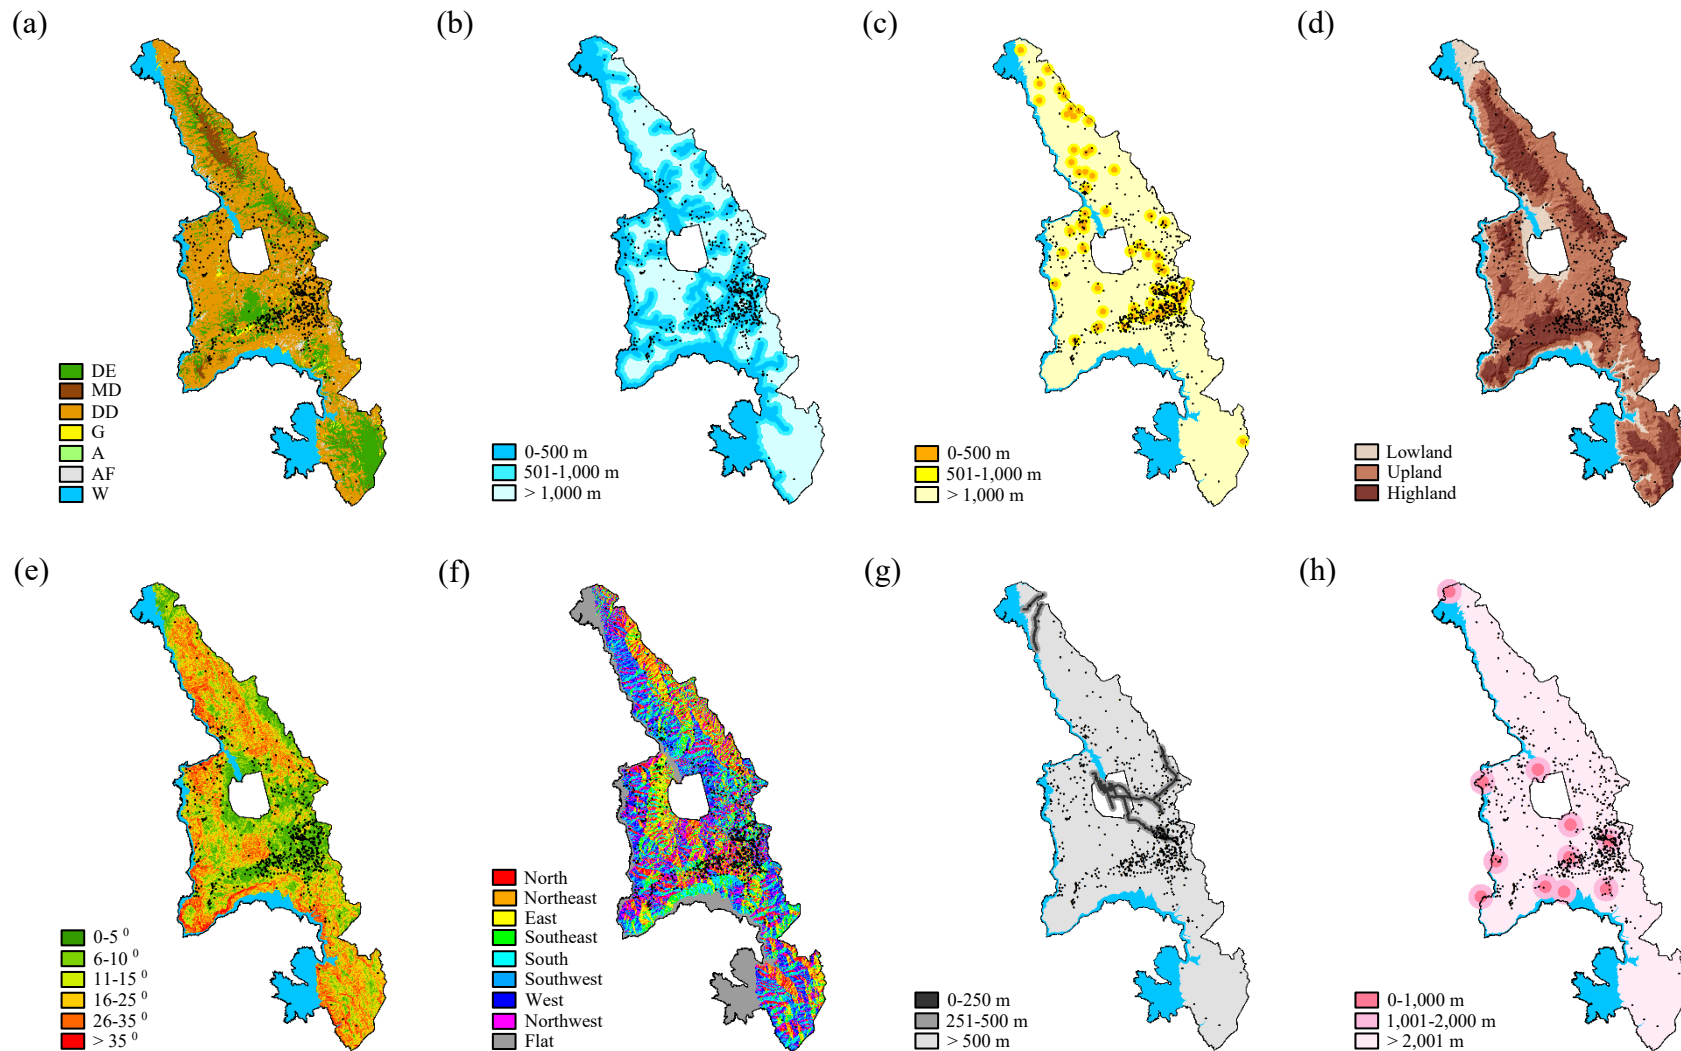 (a)
DE
MD
DD
G
A
AF
W
(b)
0-500 m
501-1,000 m
> 1,000 m
(c)
0-500 m
501-1,000 m
> 1,000 m
(d)
Lowland
Upland
Highland
(e)
0-5 ⁰
6-10 ⁰
11-15 ⁰
16-25 ⁰
26-35 ⁰
> 35 ⁰
(f)
North
Northeast
East
Southeast
South
Southwest
West
Northwest
Flat
(g)
0-250 m
251-500 m
> 500 m
(h)
0-1,000 m
1,001-2,000 m
> 2,001 m